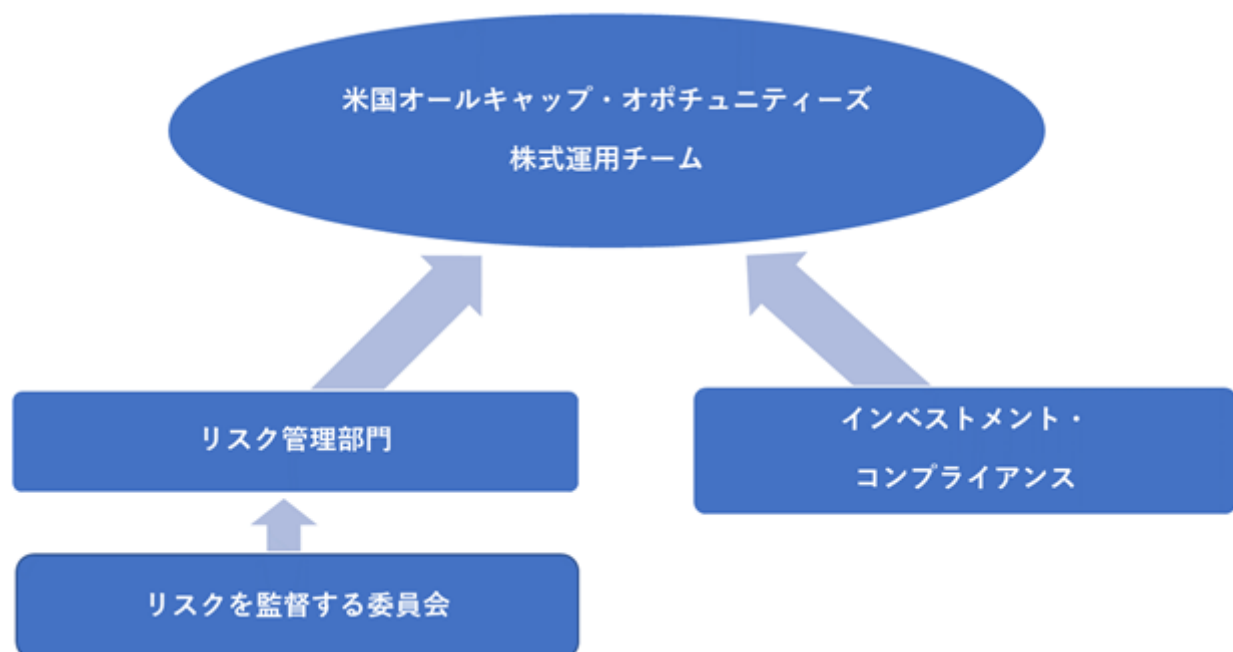 米国オールキャップ・オポチュニティーズ
株式運用チーム
リスク管理部門
インベストメント・
コンプライアンス
リスクを監督する委員会